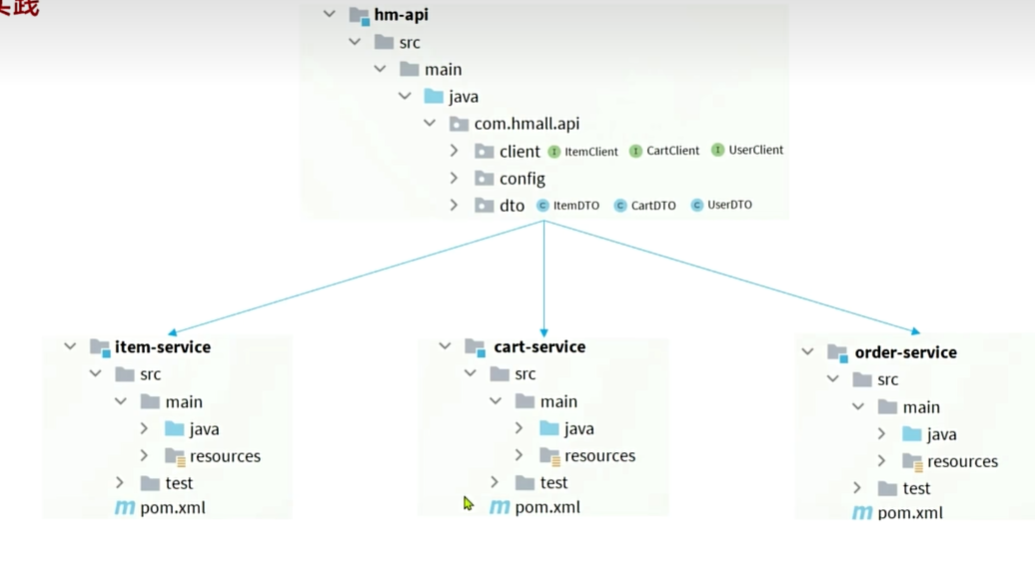 实践
hm-api
src
main
java
com.hmall.api
client I ItemClient I CartClient I UserClient
config
dto C ItemDTO C CartDTO C UserDTO
item-service
src
main
java
resources
test
m pom.xml
cart-service
src
main
java
resources
test
m pom.xml
order-service
src
main
java
resources
test
m pom.xml